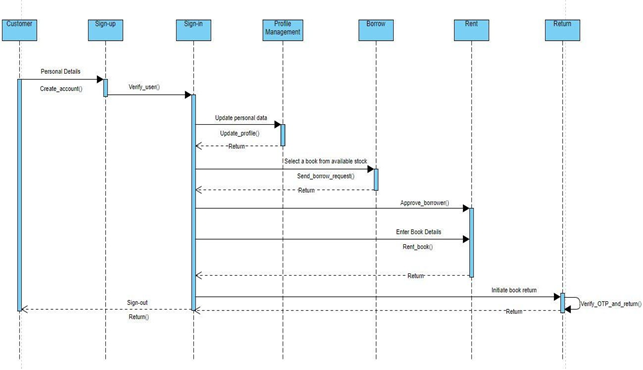 Customer
Sign-up
Sign-in
Profile
Management
Borrow
Rent
Return
Personal Details
Create_account()
Verify_user()
Update personal data
Update_profile()
Return
Select a book from available stock
Send_borrow_request()
Return
Approve_borrower()
Enter Book Details
Rent_book()
Return
Initiate book return
Verify_OTP_and_return()
Return
Sign-out
Return()